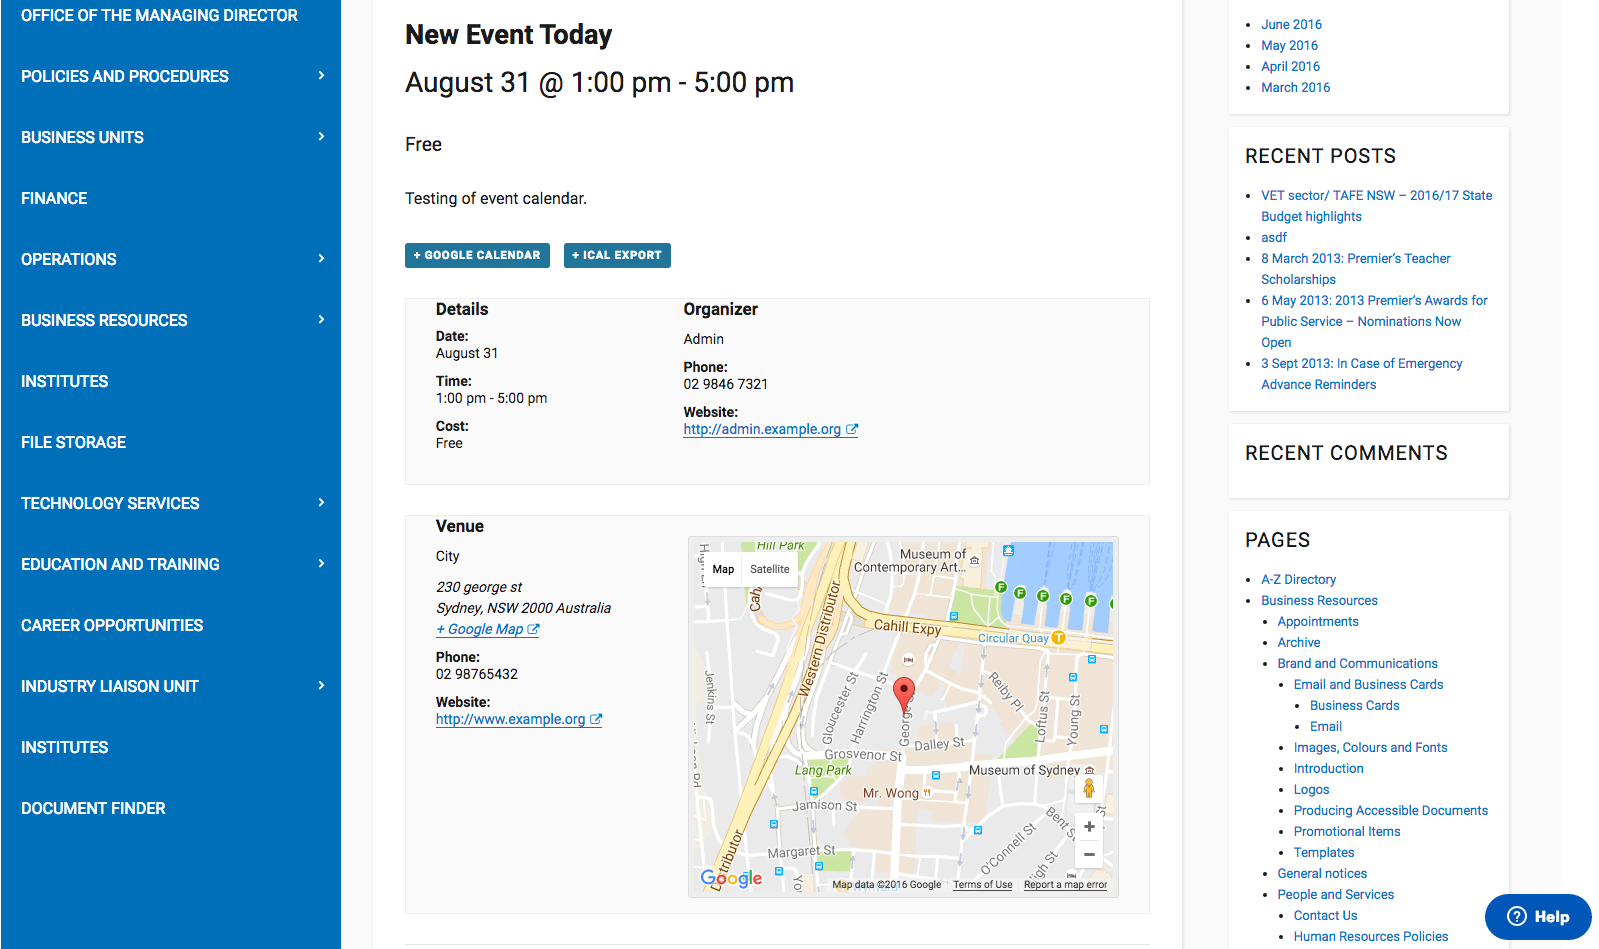 OFFICE OF THE MANAGING DIRECTOR
POLICIES AND PROCEDURES
BUSINESS UNITS
FINANCE
OPERATIONS
BUSINESS RESOURCES
INSTITUTES
FILE STORAGE
TECHNOLOGY SERVICES
EDUCATION AND TRAINING
CAREER OPPORTUNITIES
INDUSTRY LIAISON UNIT
INSTITUTES
DOCUMENT FINDER
New Event Today
August 31 @ 1:00 pm - 5:00 pm
Free
Testing of event calendar.
+ GOOGLE CALENDAR
+ ICAL EXPORT
Details
Date:
August 31
Time:
1:00 pm - 5:00 pm
Cost:
Free
Organizer
Admin
Phone:
02 9846 7321
Website:
http://admin.example.org
Venue
City
230 george st
Sydney, NSW 2000 Australia
+ Google Map
Phone:
02 98765432
Website:
http://www.example.org
Map
Satellite
Hill Park
Museum of
Contemporary Art...
F
F
F
F
F
Cahill Expy
Circular Quay
T
Western Distributor
Jenkins St
Gloucester St
Harrington St
George S
Reiby Pl
Loftus St
Young St
Dalley St
Grosvenor St
Lang Park
Museum of Sydney
Mr. Wong
Jamison St
Bent S
O'Connell St
Margaret St
Google
Map data ©2016 Google
Terms of Use
Report a map error
June 2016
May 2016
April 2016
March 2016
RECENT POSTS
VET sector/ TAFE NSW – 2016/17 State
Budget highlights
asdf
8 March 2013: Premier’s Teacher
Scholarships
6 May 2013: 2013 Premier’s Awards for
Public Service – Nominations Now
Open
3 Sept 2013: In Case of Emergency
Advance Reminders
RECENT COMMENTS
PAGES
A-Z Directory
Business Resources
Appointments
Archive
Brand and Communications
Email and Business Cards
Business Cards
Email
Images, Colours and Fonts
Introduction
Logos
Producing Accessible Documents
Promotional Items
Templates
General notices
People and Services
Contact Us
Human Resources Policies
? Help